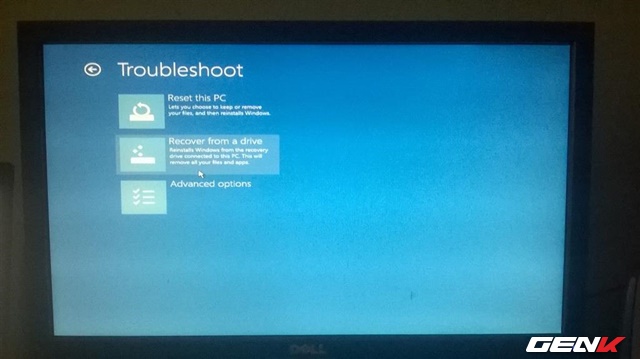 Troubleshoot
Reset this PC
Lets you choose to keep or remove
your files, and then reinstalls Windows.
Recover from a drive
Reinstalls Windows from the recovery
drive connected to this PC. This will
remove all your files and apps.
Advanced options
DELL
GENK